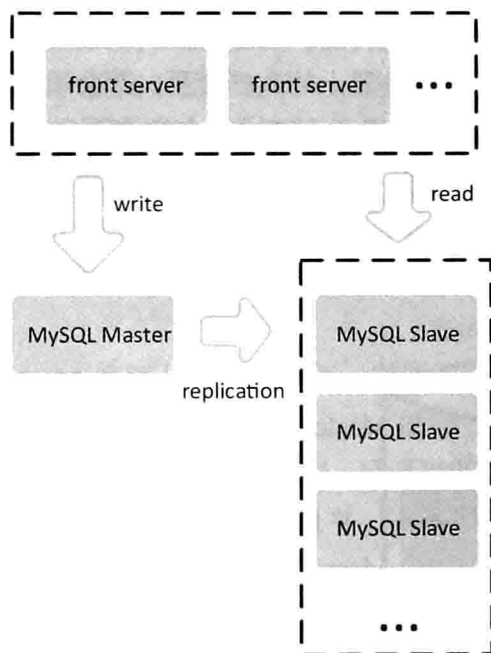 front server
front server
...
write
read
MySQL Master
MySQL Slave
replication
MySQL Slave
MySQL Slave
...